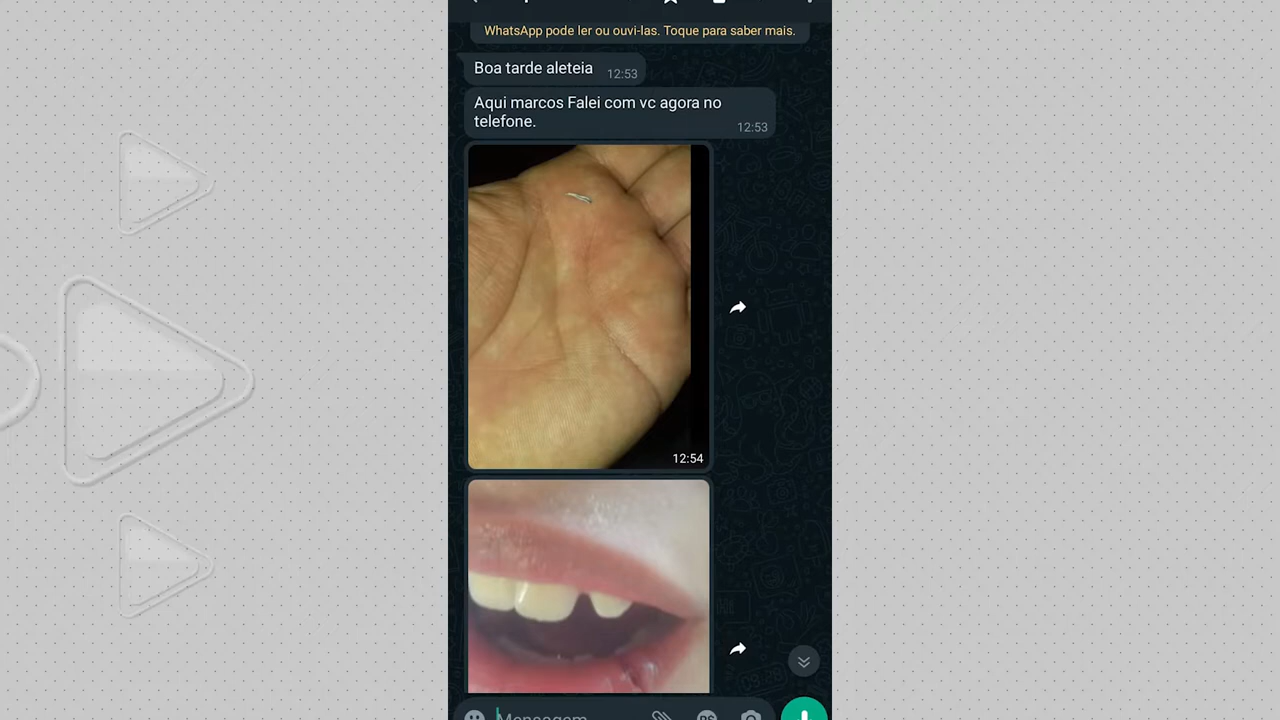 WhatsApp pode ler ou ouvi-las. Toque para saber mais.
Boa tarde aleteia
12:53
Aqui marcos Falei com vc agora no
telefone.
12:53
12:54
Mensagem